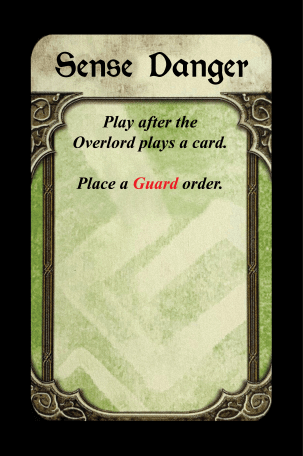 Sense Danger
Play after the
Overlord plays a card.
Place a Guard order.